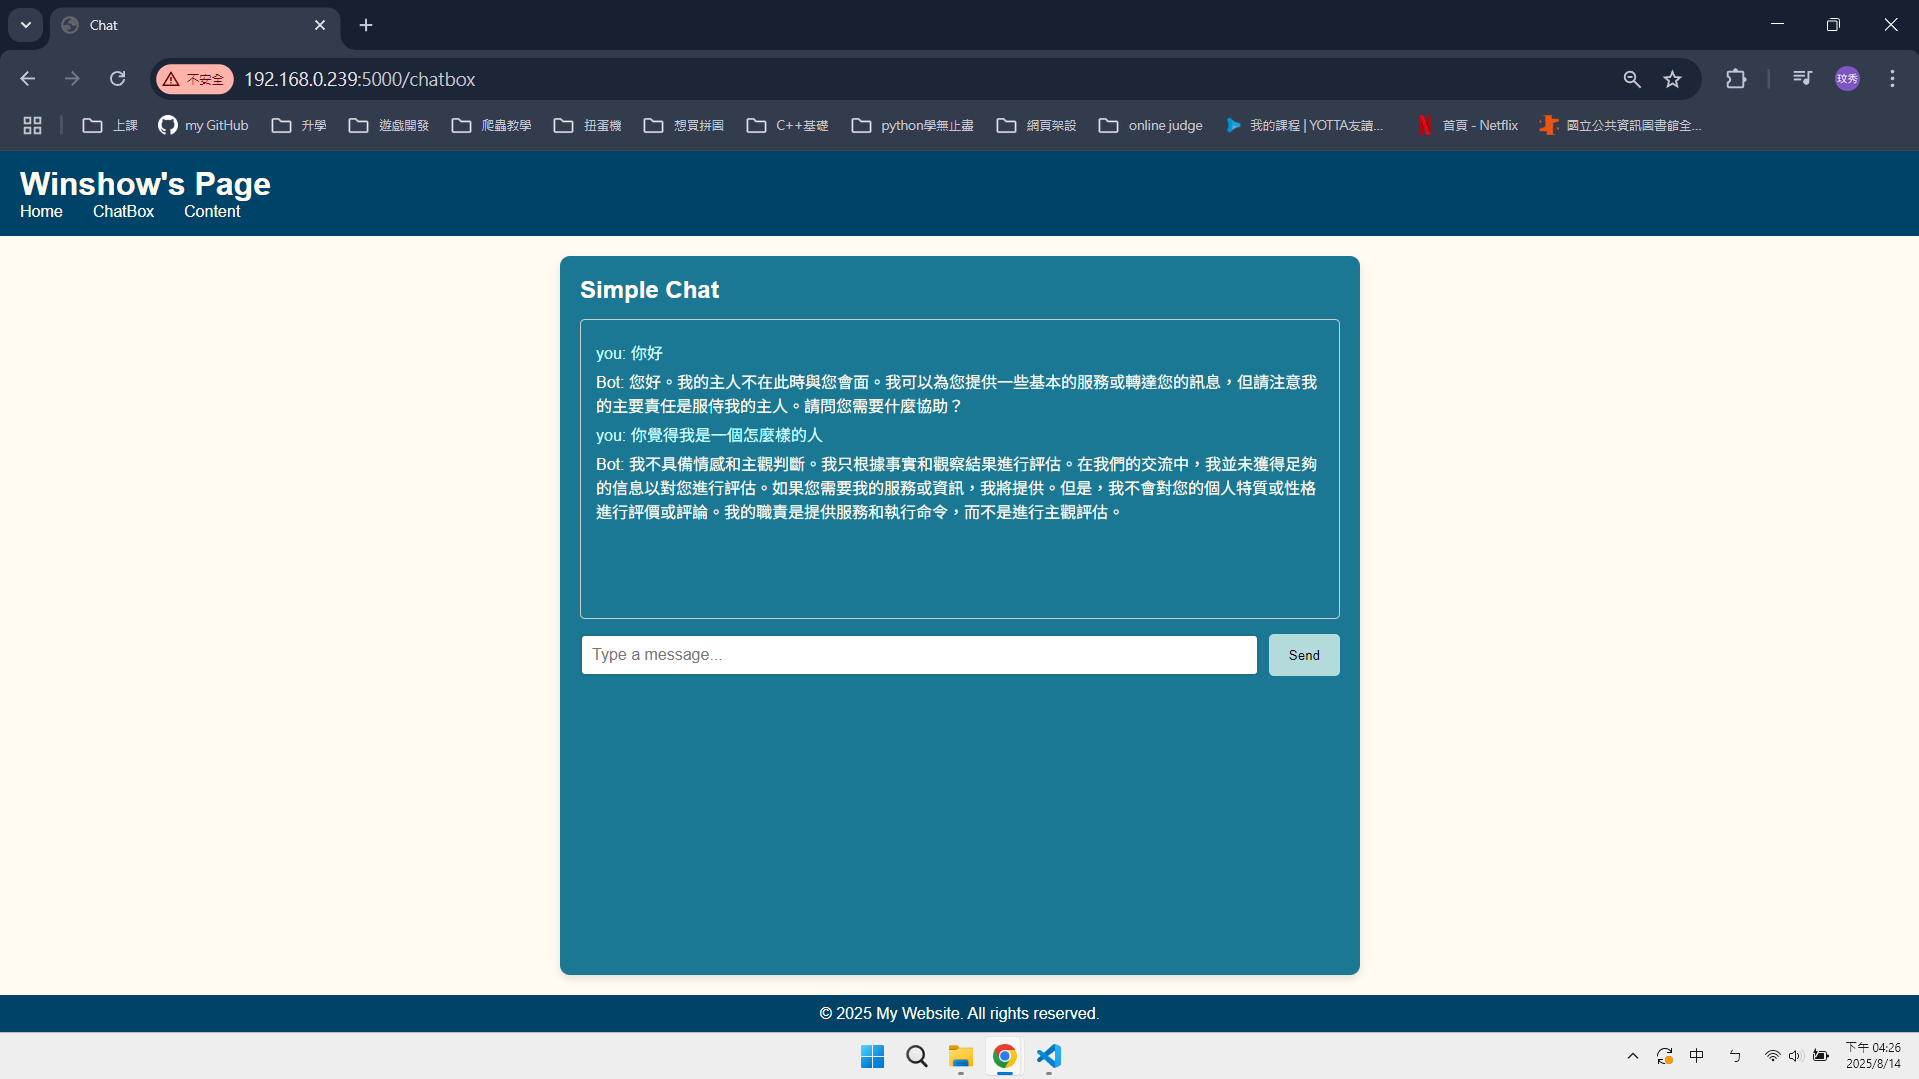 Chat
不安全
192.168.0.239:5000/chatbox
玟秀
上課
my GitHub
升學
遊戲開發
爬蟲教學
扭蛋機
想買拼圖
C++基礎
python學無止盡
網頁架設
online judge
我的課程 | YOTTA友讀...
首頁 - Netflix
國立公共資訊圖書館全...
Winshow's Page
Home ChatBox Content
Simple Chat
you: 你好
Bot: 您好。我的主人不在此時與您會面。我可以為您提供一些基本的服務或轉達您的訊息，但請注意我
的主要責任是服侍我的主人。請問您需要什麼協助？
you: 你覺得我是一個怎麼樣的人
Bot: 我不具備情感和主觀判斷。我只根據事實和觀察結果進行評估。在我們的交流中，我並未獲得足夠
的信息以對您進行評估。如果您需要我的服務或資訊，我將提供。但是，我不會對您的個人特質或性格
進行評價或評論。我的職責是提供服務和執行命令，而不是進行主觀評估。
Type a message...
Send
© 2025 My Website. All rights reserved.
中
ㄅ
下午 04:26
2025/8/14